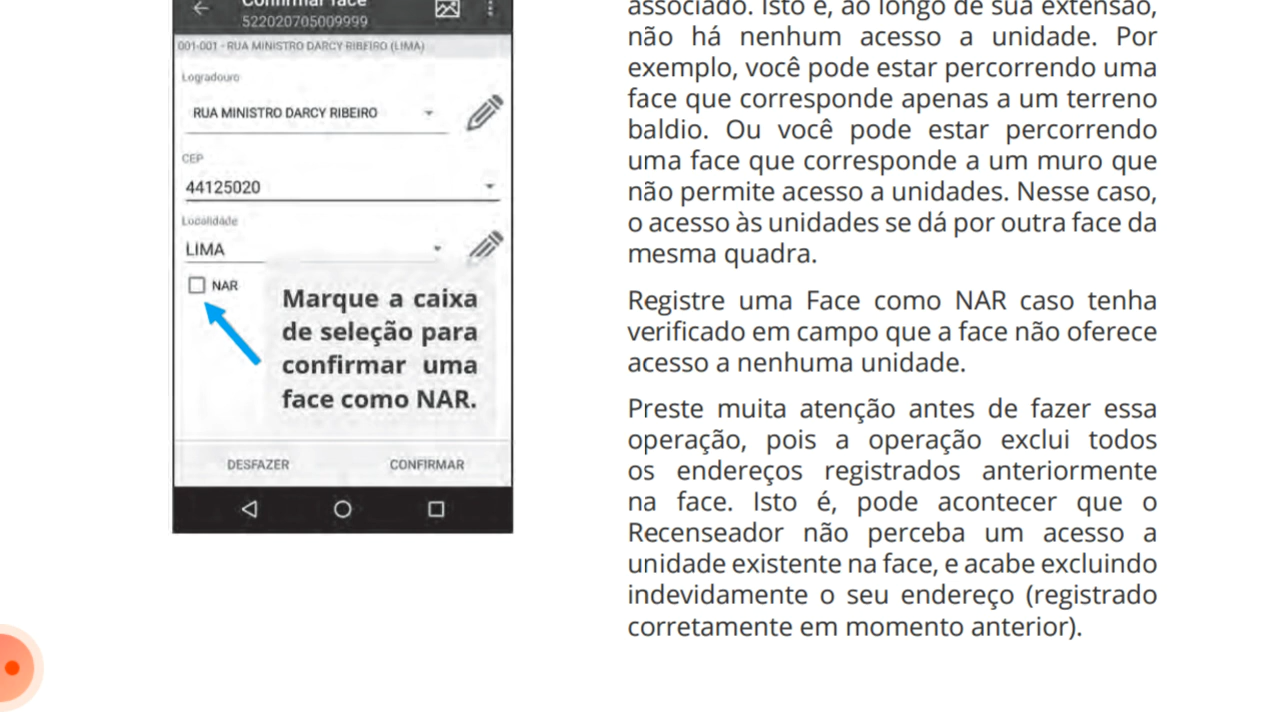 Confirmar face
522020705009999
001-001 - RUA MINISTRO DARCY RIBEIRO (LIMA)
Logradouro
RUA MINISTRO DARCY RIBEIRO
CEP
44125020
Localidade
LIMA
NAR
Marque a caixa
de seleção para
confirmar uma
face como NAR.
DESFAZER CONFIRMAR
associado. Isto é, ao longo de sua extensão,
não há nenhum acesso a unidade. Por
exemplo, você pode estar percorrendo uma
face que corresponde apenas a um terreno
baldio. Ou você pode estar percorrendo
uma face que corresponde a um muro que
não permite acesso a unidades. Nesse caso,
o acesso às unidades se dá por outra face da
mesma quadra.
Registre uma Face como NAR caso tenha
verificado em campo que a face não oferece
acesso a nenhuma unidade.
Preste muita atenção antes de fazer essa
operação, pois a operação exclui todos
os endereços registrados anteriormente
na face. Isto é, pode acontecer que o
Recenseador não perceba um acesso a
unidade existente na face, e acabe excluindo
indevidamente o seu endereço (registrado
corretamente em momento anterior).